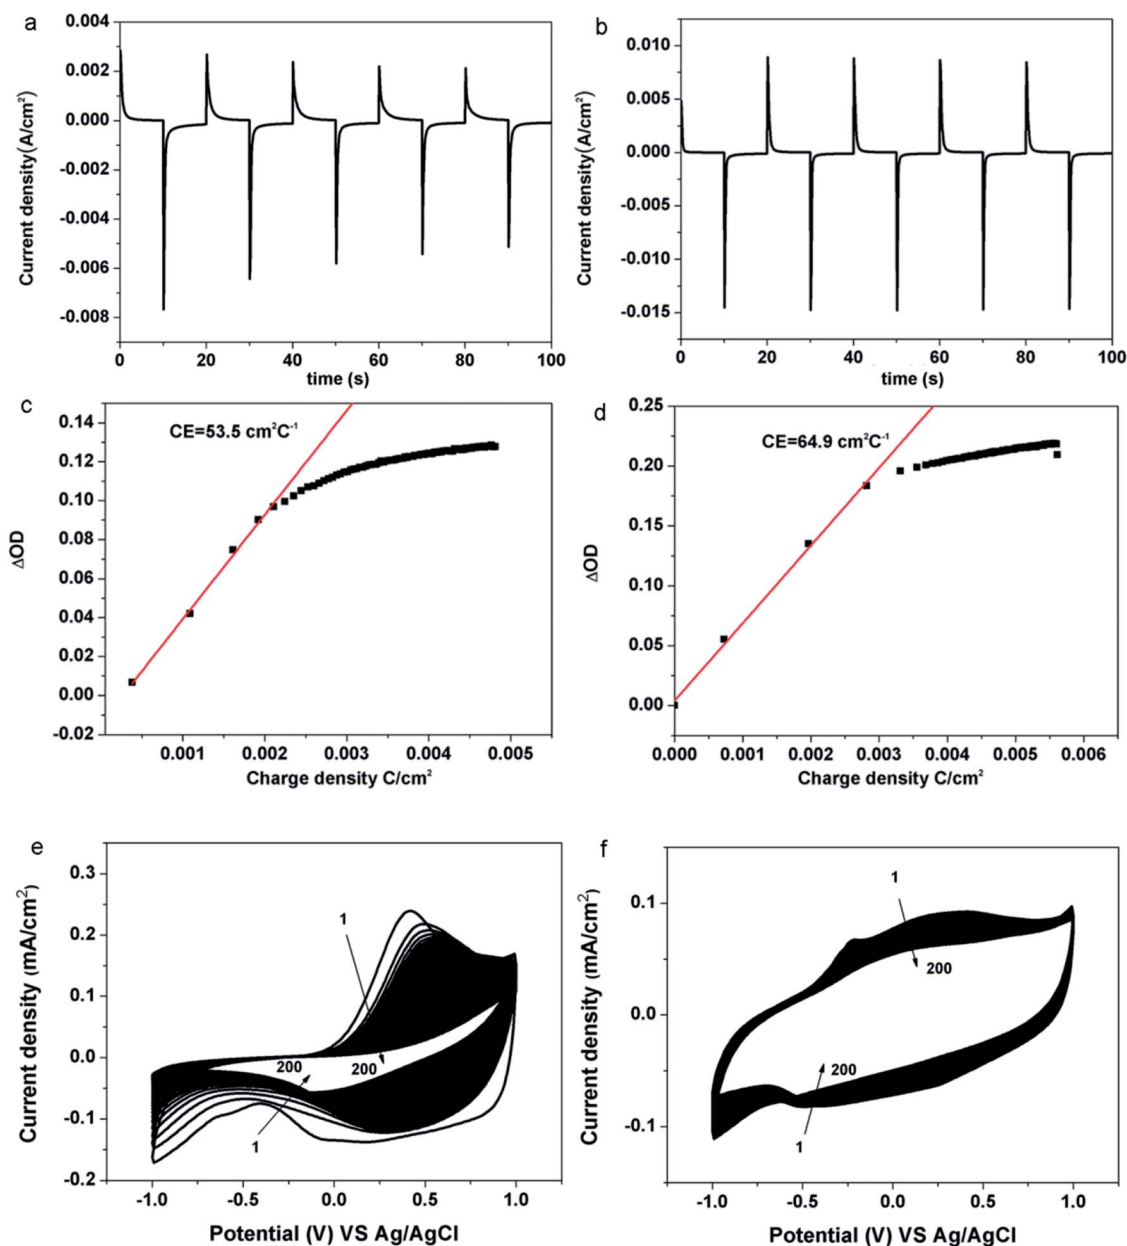 a
0.004
0.002
0.000
-0.002
-0.004
-0.006
-0.008
Current density(A/cm²)
0 20 40 60 80 100
time (s)
b
0.010
0.005
0.000
-0.005
-0.010
-0.015
Current density(A/cm²)
0 20 40 60 80 100
time (s)
c
CE=53.5 cm²C⁻¹
0.14
0.12
0.10
0.08
0.06
0.04
0.02
0.00
-0.02
ΔOD
0.001 0.002 0.003 0.004 0.005
Charge density C/cm²
d
CE=64.9 cm²C⁻¹
0.25
0.20
0.15
0.10
0.05
0.00
ΔOD
0.000 0.001 0.002 0.003 0.004 0.005 0.006
Charge density C/cm²
e
0.3
0.2
0.1
0.0
-0.1
-0.2
Current density (mA/cm²)
1
200 200
1
-1.0 -0.5 0.0 0.5 1.0
Potential (V) VS Ag/AgCl
f
0.1
0.0
-0.1
Current density (mA/cm²)
1
200
200
1
-1.0 -0.5 0.0 0.5 1.0
Potential (V) VS Ag/AgCl